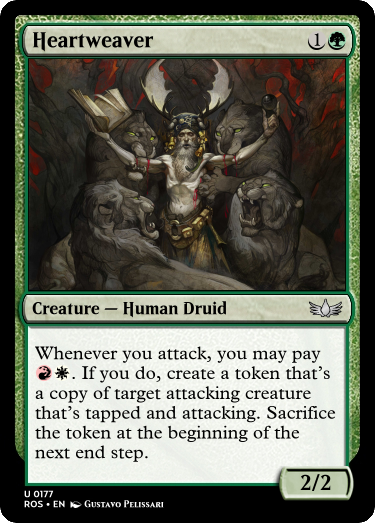 Heartweaver 1
Creature — Human Druid
Whenever you attack, you may pay
. If you do, create a token that's
a copy of target attacking creature
that's tapped and attacking. Sacrifice
the token at the beginning of the
next end step.
2/2
U 0177
ROS • EN Gustavo Pelissari